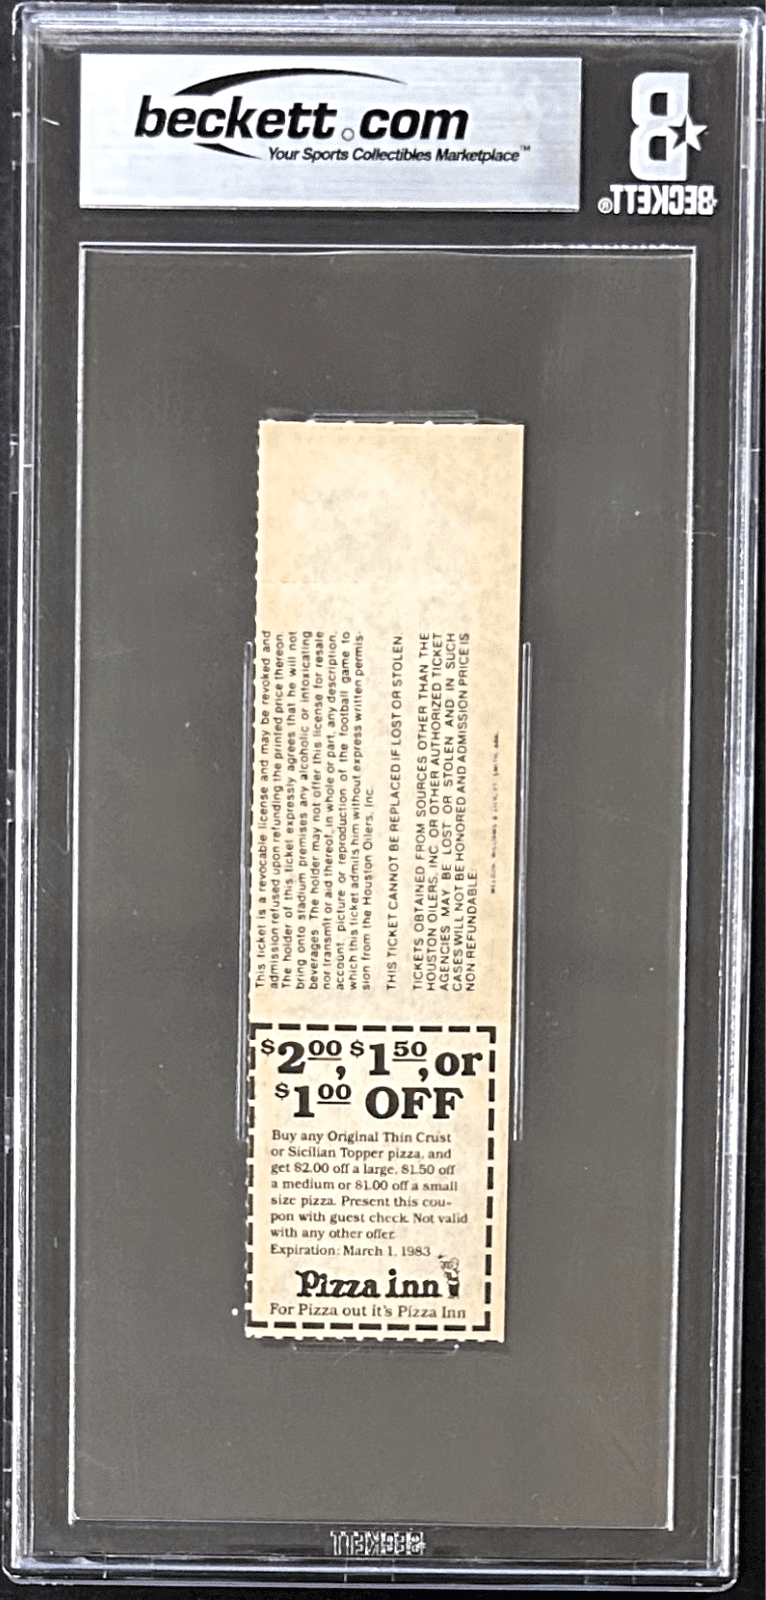 beckett.com
Your Sports Collectibles Marketplace™
B
BECKETT®
This ticket is a revocable license and may be revoked and
admission refused upon refunding the printed price thereon.
The holder of this ticket expressly agrees that he will not
bring onto stadium premises any alcoholic or intoxicating
beverages. The holder may not offer this license for resale
nor transmit or aid thereof, in whole or part, any description,
account, picture or reproduction of the football game to
which this ticket admits him without express written permis-
sion from the Houston Oilers, Inc.
THIS TICKET CANNOT BE REPLACED IF LOST OR STOLEN.
TICKETS OBTAINED FROM SOURCES OTHER THAN THE
HOUSTON OILERS, INC. OR OTHER AUTHORIZED TICKET
AGENCIES MAY BE LOST OR STOLEN AND IN SUCH
CASES WILL NOT BE HONORED AND ADMISSION PRICE IS
NON REFUNDABLE.
$2.00, $1.50, or
$1.00 OFF
Buy any Original Thin Crust
or Sicilian Topper pizza, and
get $2.00 off a large, $1.50 off
a medium or $1.00 off a small
size pizza. Present this cou-
pon with guest check. Not valid
with any other offer.
Expiration: March 1, 1983
Pizza inn
For Pizza out it's Pizza Inn
BECKETT